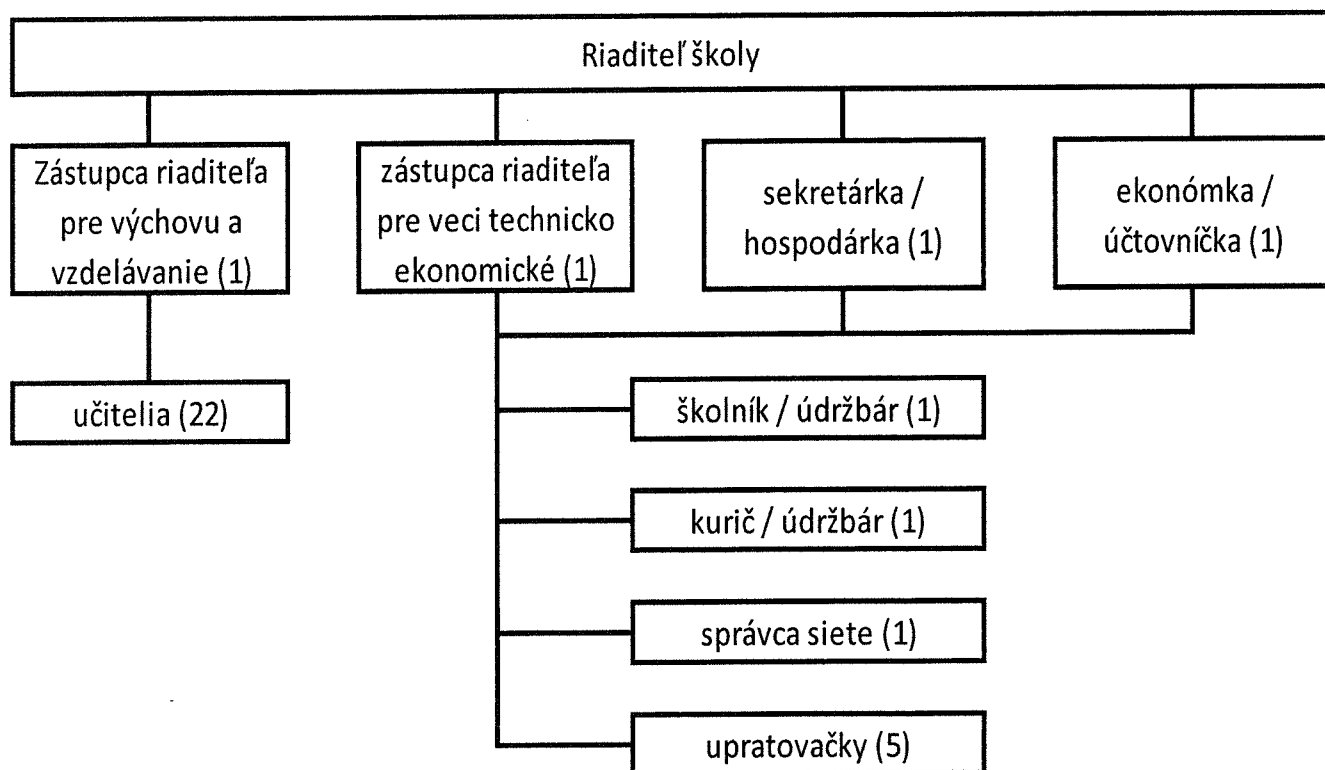 Riaditeľ školy
Zástupca riaditeľa
pre výchovu a
vzdelávanie (1)
zástupca riaditeľa
pre veci technicko
ekonomické (1)
sekretárka /
hospodárka (1)
ekonómka /
účtovníčka (1)
učitelia (22)
školník / údržbár (1)
kurič / údržbár (1)
správca siete (1)
upratovačky (5)